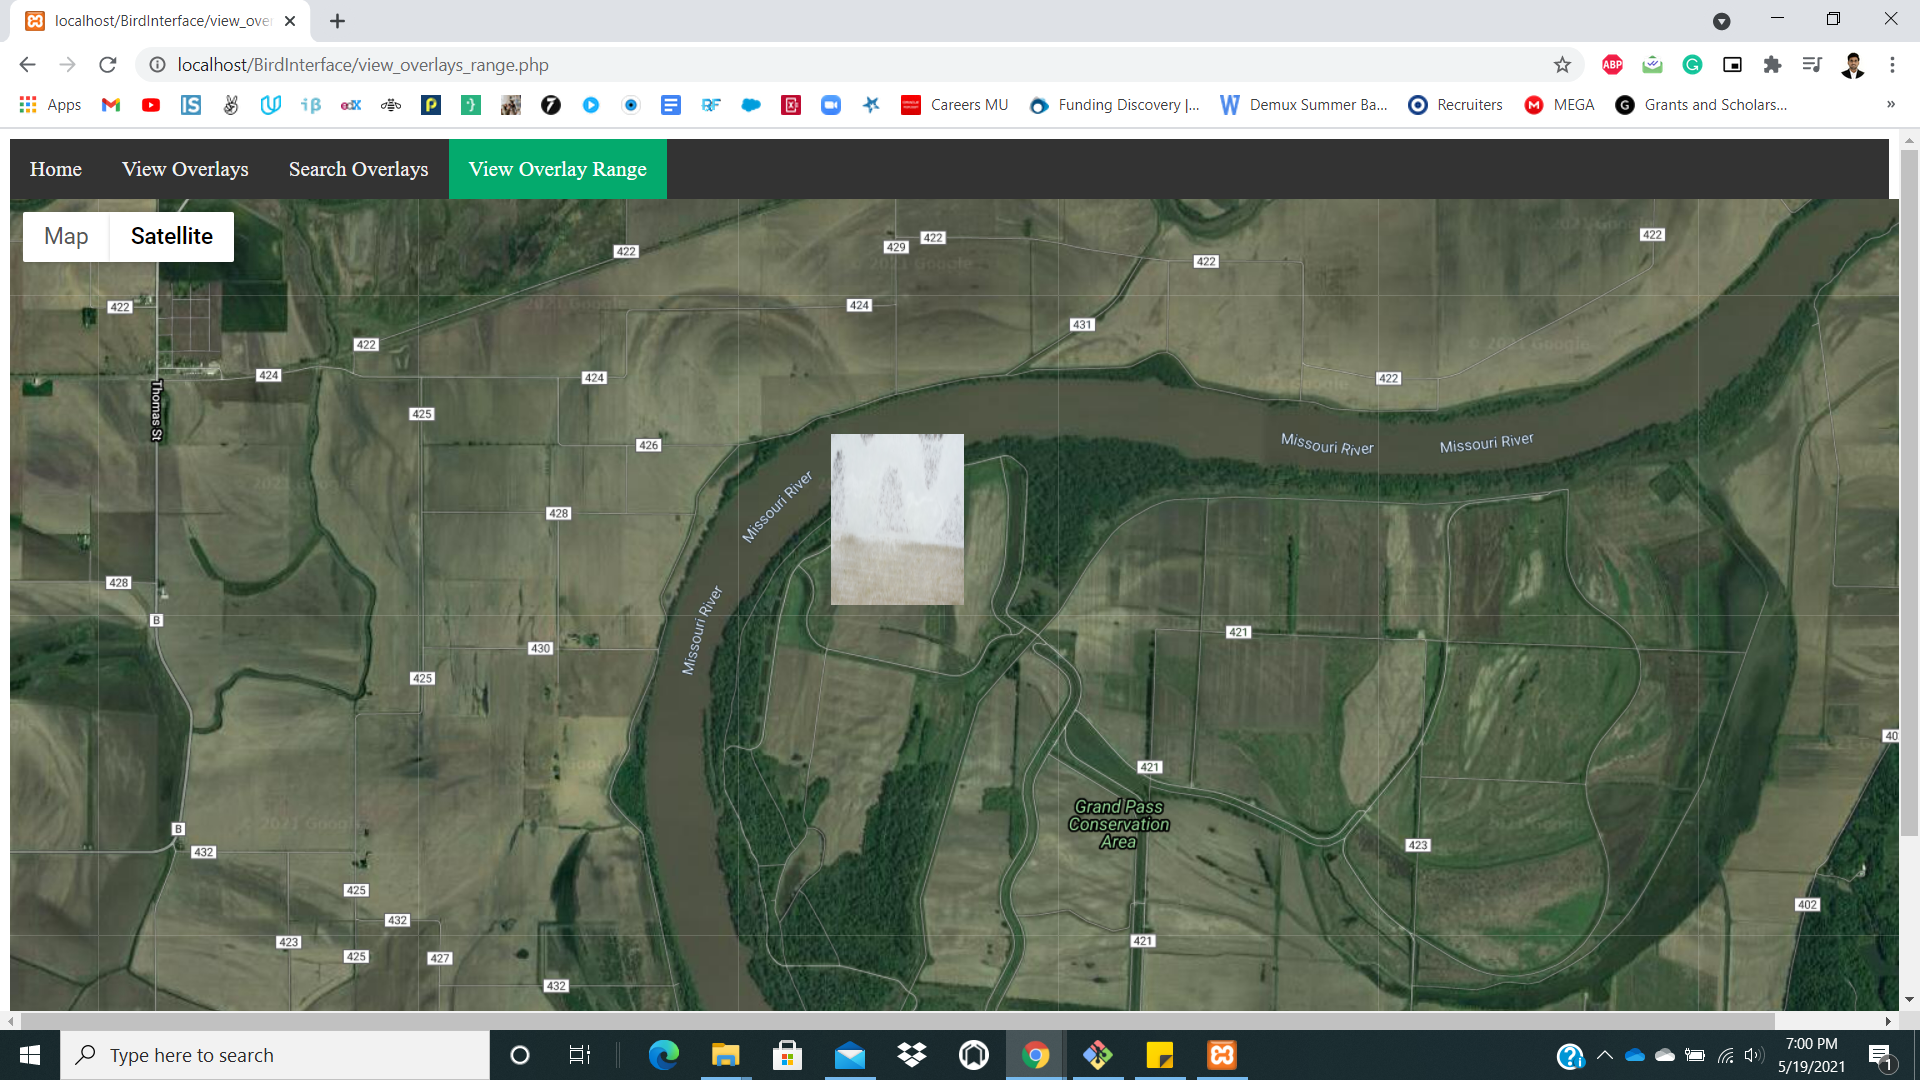 localhost/BirdInterface/view_over
localhost/BirdInterface/view_overlays_range.php
ABP
Apps
Careers MU
Funding Discovery |...
Demux Summer Ba...
Recruiters
MEGA
Grants and Scholars...
»
Home
View Overlays
Search Overlays
View Overlay Range
Map
Satellite
422
429
422
422
422
422
424
431
422
424
424
422
Thomas St
425
426
Missouri River
Missouri River
Missouri River
428
428
Missouri River
B
430
421
425
40
421
Grand Pass
Conservation
Area
B
432
423
425
402
432
423
421
425
427
432
Type here to search
7:00 PM
5/19/2021
1